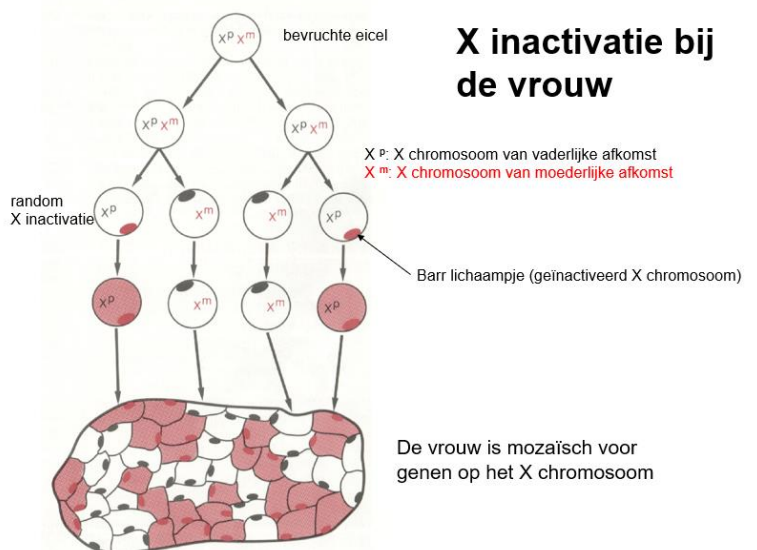 X inactivatie bij
de vrouw
bevruchte eicel
Xᵖ Xᵐ
Xᵖ Xᵐ
Xᵖ Xᵐ
X ᵖ: X chromosoom van vaderlijke afkomst
X ᵐ: X chromosoom van moederlijke afkomst
random
X inactivatie
Xᵖ
Xᵐ
Xᵐ
Xᵖ
Barr lichaampje (geïnactiveerd X chromosoom)
Xᵖ
Xᵐ
Xᵐ
Xᵖ
De vrouw is mozaïsch voor
genen op het X chromosoom